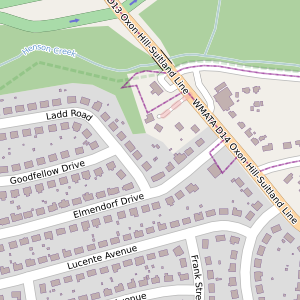 D13 Oxon-Hill-Suitland Line
Henson Creek
WMATA D14 Oxon Hill-Suitland Line
Ladd Road
Goodfellow Drive
Elmendorf Drive
Lucente Avenue
Frank Stre
venue